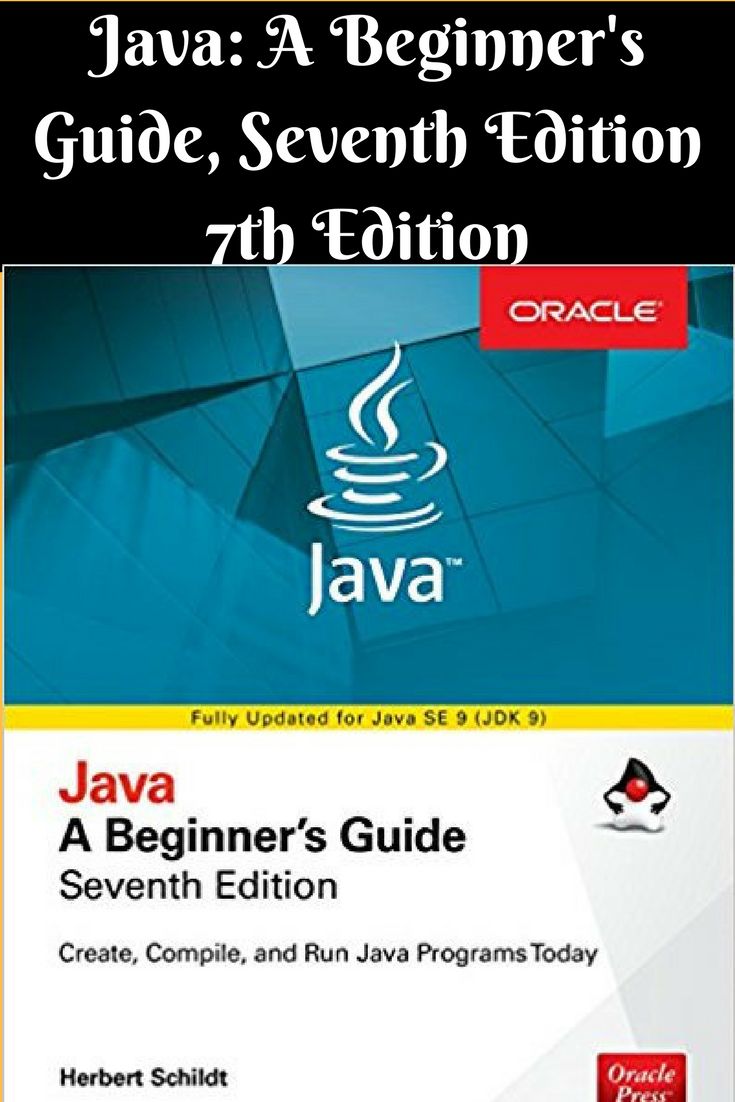 Java: A Beginner's
Guide, Seventh Edition
7th Edition
ORACLE®
Java™
Fully Updated for Java SE 9 (JDK 9)
Java
A Beginner's Guide
Seventh Edition
Create, Compile, and Run Java Programs Today
Herbert Schildt
Oracle
Press